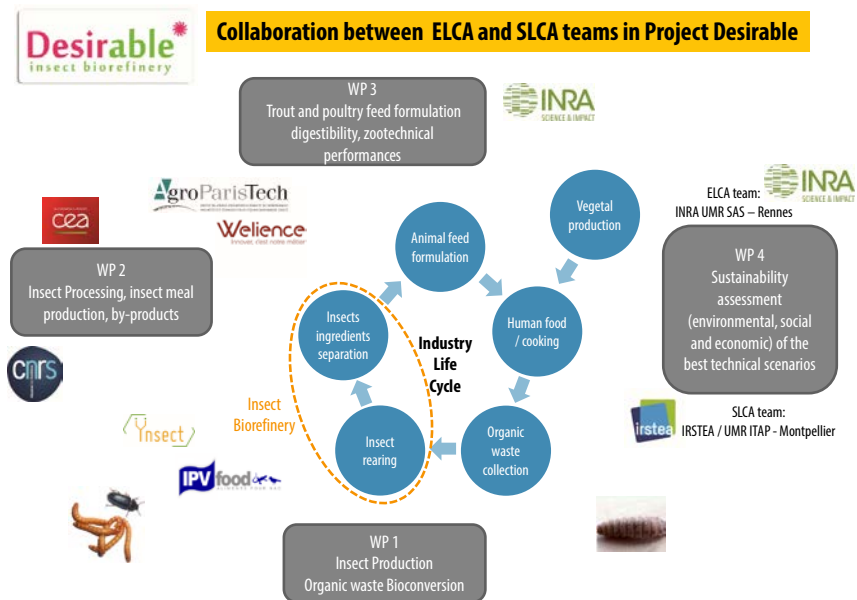 Desirable
insect biorefinery
Collaboration between ELCA and SLCA teams in Project Desirable
WP 3
Trout and poultry feed formulation
digestibility, zootechnical
performances
INRA
SCIENCE & IMPACT
AgroParisTech
cea
Welience
Innover, c'est notre métier
ELCA team:
INRA UMR SAS – Rennes
INRA
SCIENCE & IMPACT
WP 2
Insect Processing, insect meal
production, by-products
WP 4
Sustainability
assessment
(environmental, social
and economic) of the
best technical scenarios
Vegetal
production
Animal feed
formulation
Insects
ingredients
separation
Human food
/ cooking
Industry
Life
Cycle
Insect
Biorefinery
Insect
rearing
Organic
waste
collection
cnrs
Ynsect
IPV food
irstea
SLCA team:
IRSTEA / UMR ITAP - Montpellier
WP 1
Insect Production
Organic waste Bioconversion